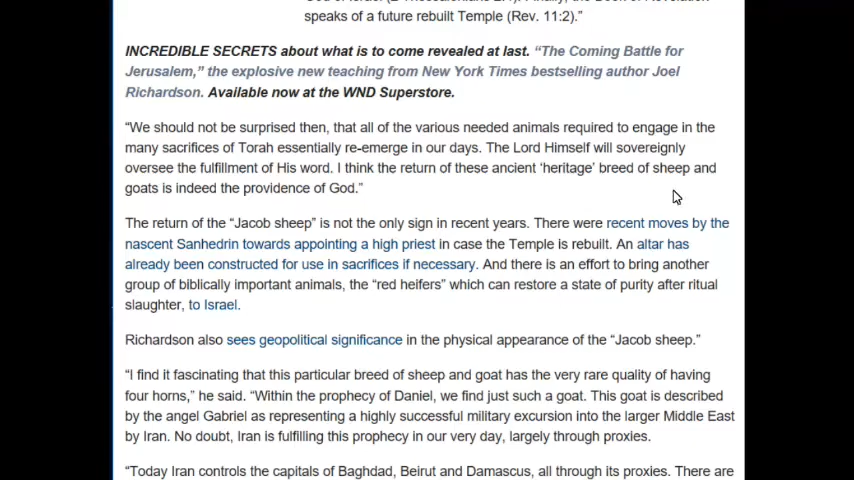 speaks of a future rebuilt Temple (Rev. 11:2).”
INCREDIBLE SECRETS about what is to come revealed at last. “The Coming Battle for
Jerusalem,” the explosive new teaching from New York Times bestselling author Joel
Richardson. Available now at the WND Superstore.
“We should not be surprised then, that all of the various needed animals required to engage in the
many sacrifices of Torah essentially re-emerge in our days. The Lord Himself will sovereignly
oversee the fulfillment of His word. I think the return of these ancient ‘heritage’ breed of sheep and
goats is indeed the providence of God.”
The return of the “Jacob sheep” is not the only sign in recent years. There were recent moves by the
nascent Sanhedrin towards appointing a high priest in case the Temple is rebuilt. An altar has
already been constructed for use in sacrifices if necessary. And there is an effort to bring another
group of biblically important animals, the “red heifers” which can restore a state of purity after ritual
slaughter, to Israel.
Richardson also sees geopolitical significance in the physical appearance of the “Jacob sheep.”
“I find it fascinating that this particular breed of sheep and goat has the very rare quality of having
four horns,” he said. “Within the prophecy of Daniel, we find just such a goat. This goat is described
by the angel Gabriel as representing a highly successful military excursion into the larger Middle East
by Iran. No doubt, Iran is fulfilling this prophecy in our very day, largely through proxies.
“Today Iran controls the capitals of Baghdad, Beirut and Damascus, all through its proxies. There are